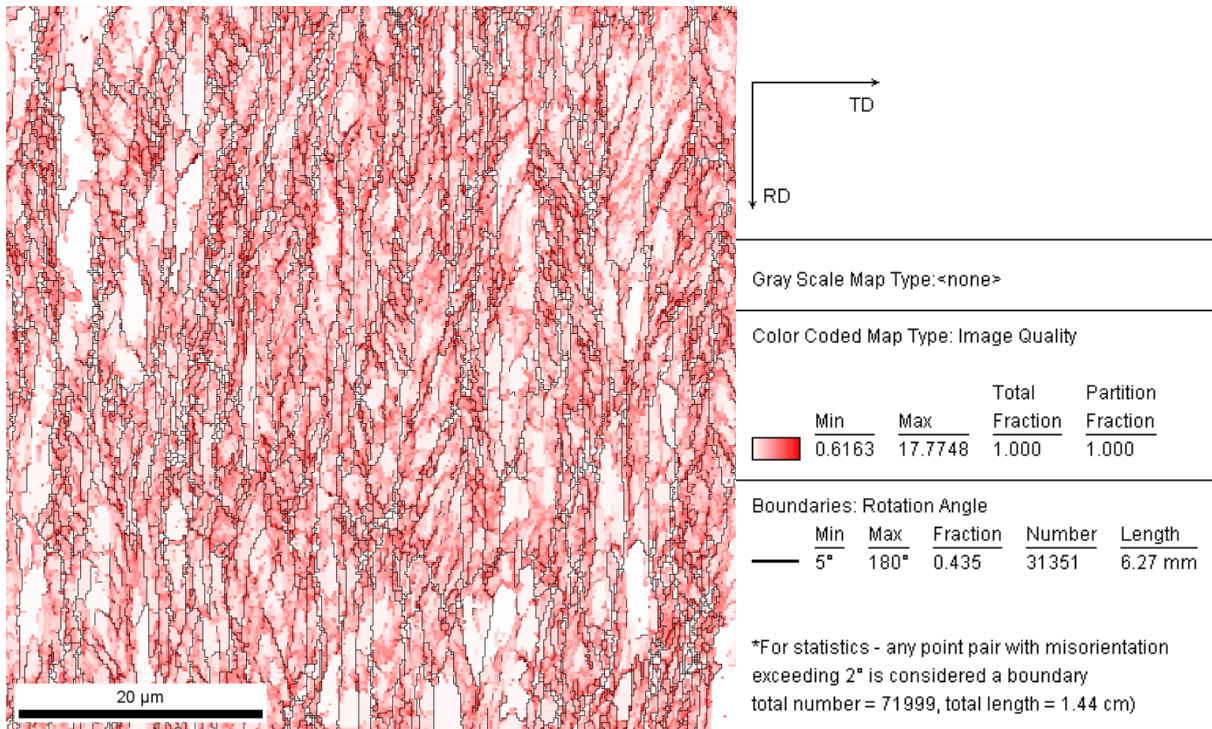 TD
RD
Gray Scale Map Type:<none>
Color Coded Map Type: Image Quality
Total Partition
Min Max Fraction Fraction
0.6163 17.7748 1.000 1.000
Boundaries: Rotation Angle
Min Max Fraction Number Length
5° 180° 0.435 31351 6.27 mm
*For statistics - any point pair with misorientation
exceeding 2° is considered a boundary
total number = 71999, total length = 1.44 cm)
20 µm